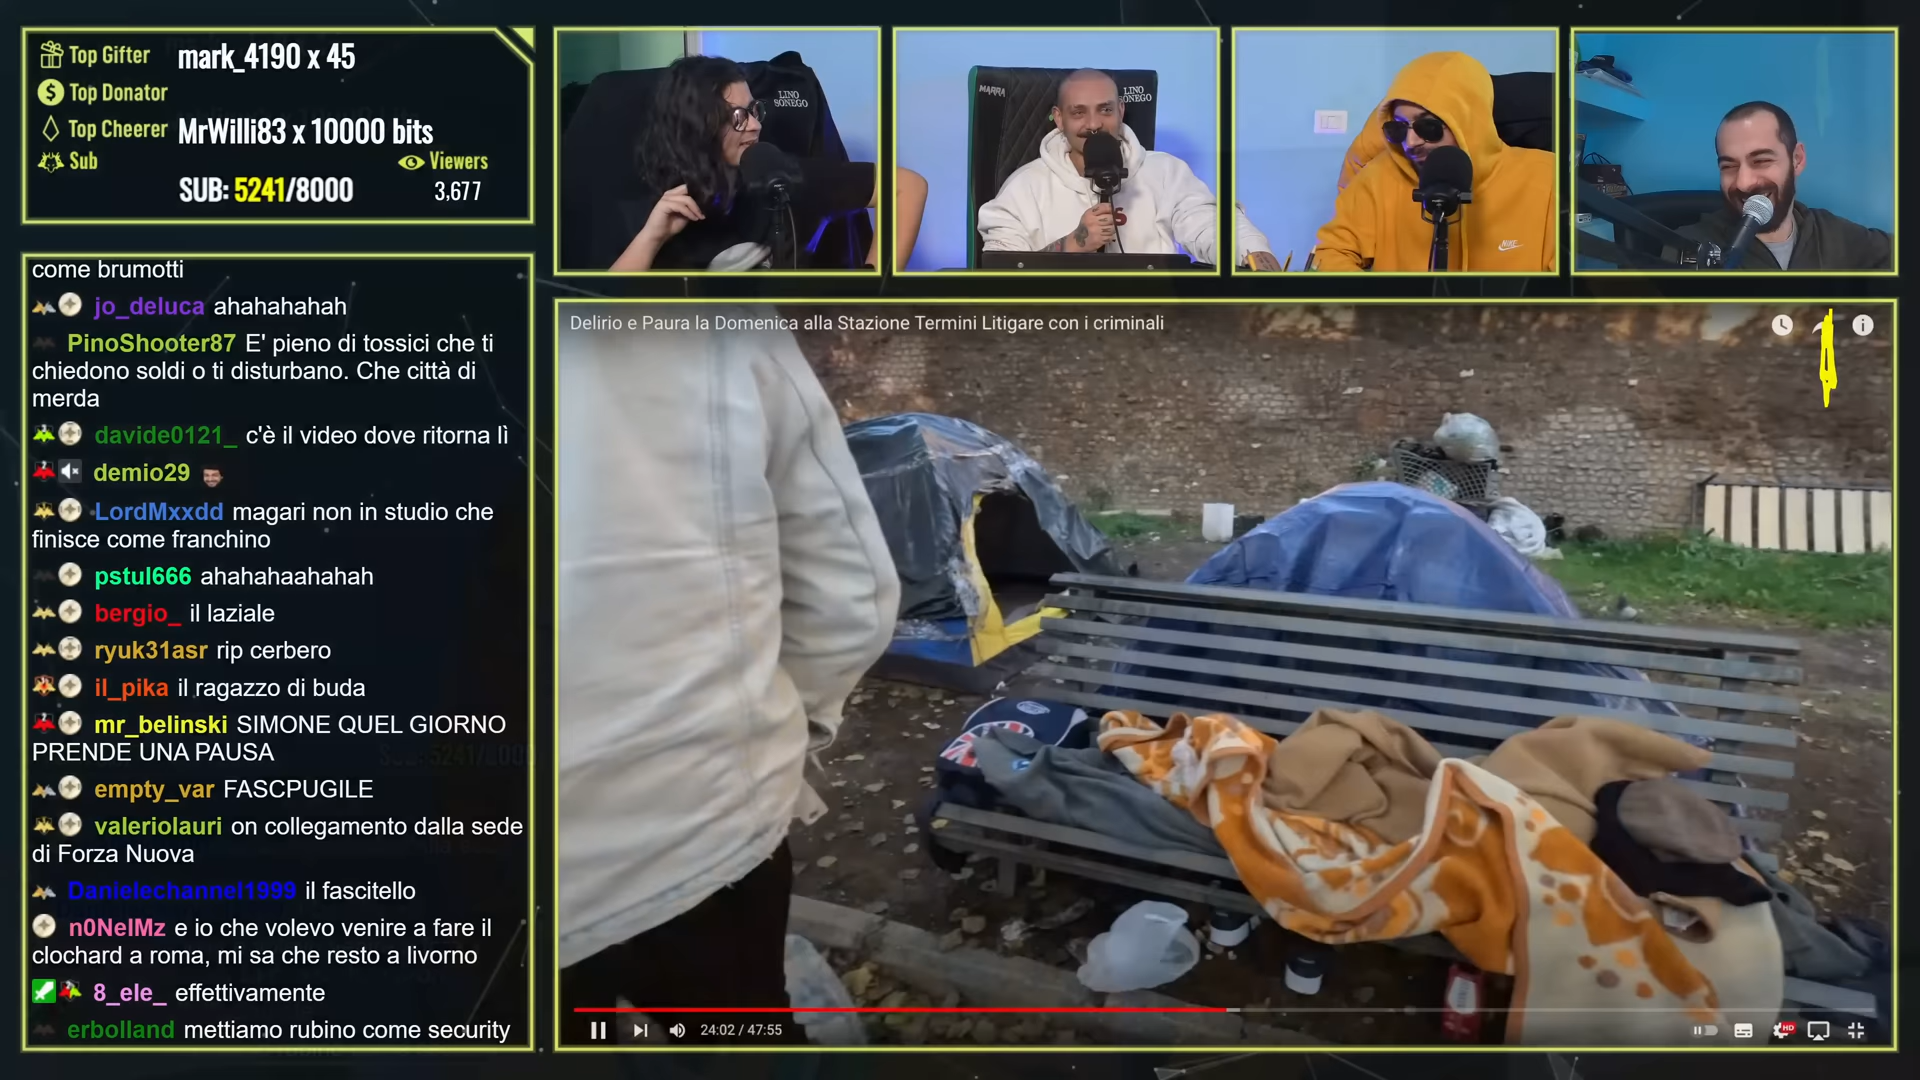 Top Gifter mark_4190 x 45
Top Donator
Top Cheerer MrWilli83 x 10000 bits
Sub Viewers
SUB: 5241/8000 3,677
come brumotti
jo_deluca ahahahahah
PinoShooter87 E' pieno di tossici che ti
chiedono soldi o ti disturbano. Che città di
merda
davide0121_ c'è il video dove ritorna lì
demio29
LordMxxdd magari non in studio che
finisce come franchino
pstul666 ahahahaahahah
bergio_ il laziale
ryuk31asr rip cerbero
il_pika il ragazzo di buda
mr_belinski SIMONE QUEL GIORNO
PRENDE UNA PAUSA
empty_var FASCPUGILE
valeriolauri on collegamento dalla sede
di Forza Nuova
Danielechannel1999 il fascitello
n0NelMz e io che volevo venire a fare il
clochard a roma, mi sa che resto a livorno
8_ele_ effettivamente
erbolland mettiamo rubino come security
LINO
SONEGO
MARRA
LINO
SONEGO
NIKE
Delirio e Paura la Domenica alla Stazione Termini Litigare con i criminali
24:02 / 47:55
HD